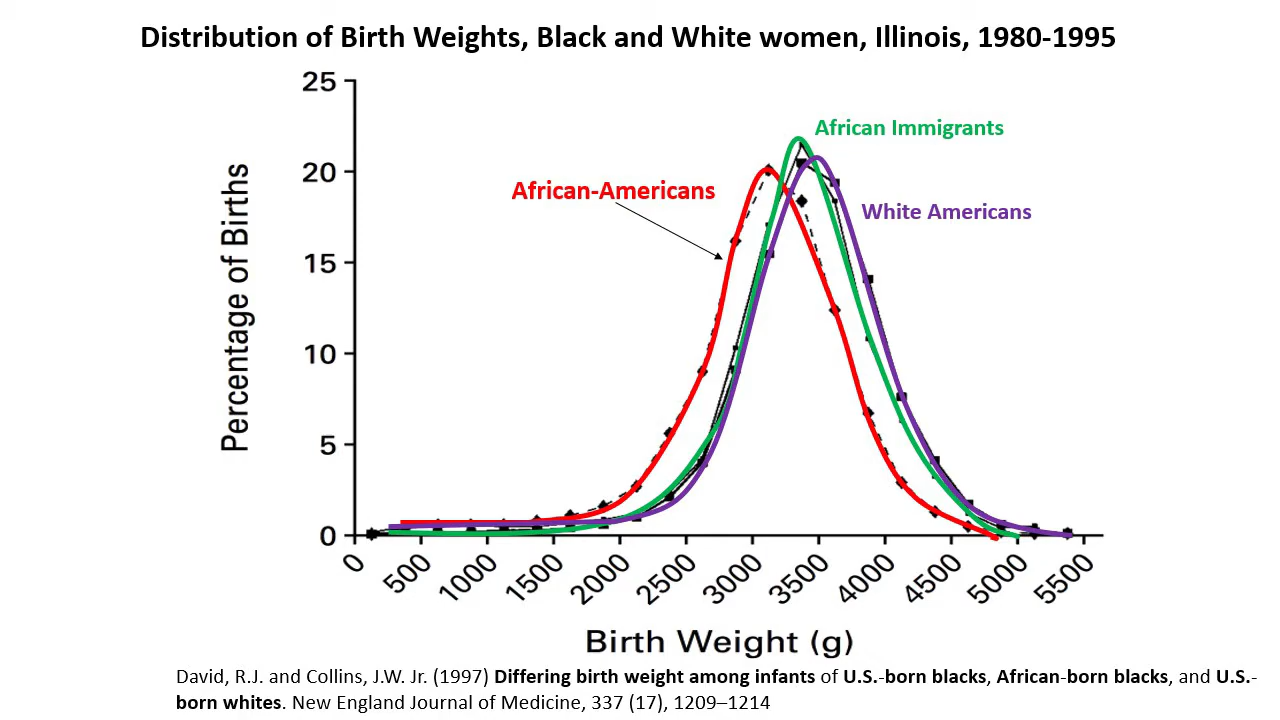 Distribution of Birth Weights, Black and White women, Illinois, 1980-1995
25
20
15
10
5
0
Percentage of Births
African Immigrants
African-Americans
White Americans
0
500
1000
1500
2000
2500
3000
3500
4000
4500
5000
5500
Birth Weight (g)
David, R.J. and Collins, J.W. Jr. (1997) Differing birth weight among infants of U.S.-born blacks, African-born blacks, and U.S.-
born whites. New England Journal of Medicine, 337 (17), 1209–1214